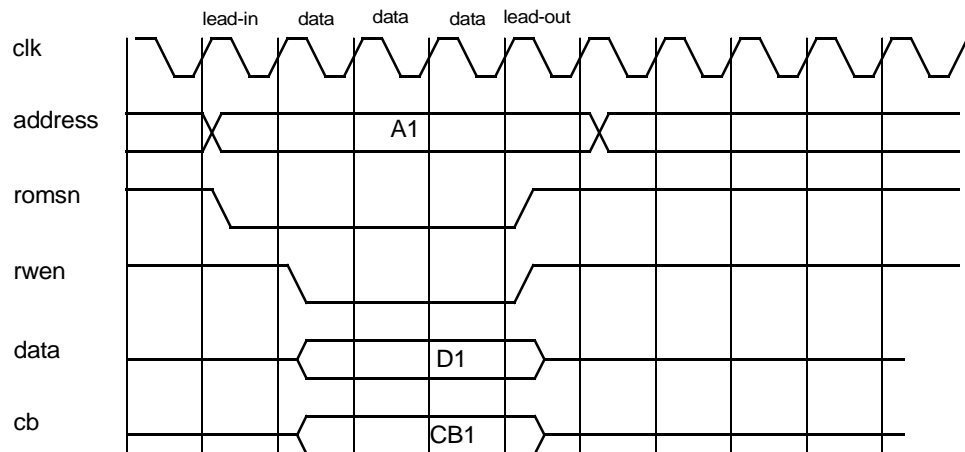 lead-in data data data lead-out
clk
address A1
romsn
rwen
data D1
cb CB1